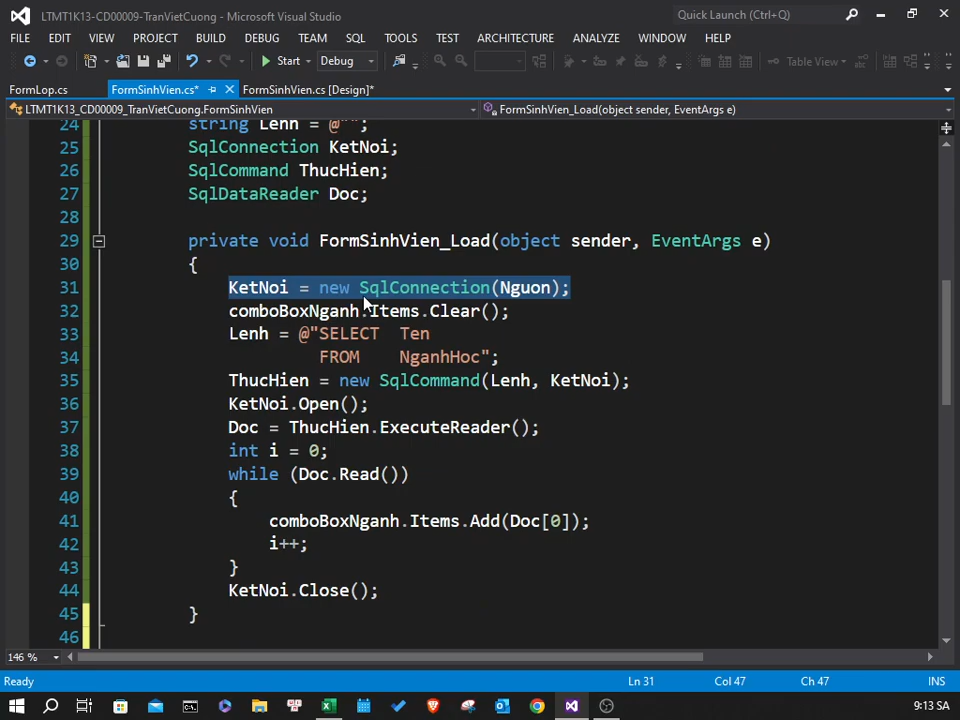 LTMT1K13-CD00009-TranVietCuong - Microsoft Visual Studio
Quick Launch (Ctrl+Q)
FILE EDIT VIEW PROJECT BUILD DEBUG TEAM SQL TOOLS TEST ARCHITECTURE ANALYZE WINDOW HELP
Start Debug Table View
FormLop.cs FormSinhVien.cs* FormSinhVien.cs [Design]*
LTMT1K13_CD00009_TranVietCuong.FormSinhVien FormSinhVien_Load(object sender, EventArgs e)
24 string Lenh = @"";
25 SqlConnection KetNoi;
26 SqlCommand ThucHien;
27 SqlDataReader Doc;
28
29 private void FormSinhVien_Load(object sender, EventArgs e)
30 {
31 KetNoi = new SqlConnection(Nguon);
32 comboBoxNganh.Items.Clear();
33 Lenh = @"SELECT Ten
34 FROM NganhHoc";
35 ThucHien = new SqlCommand(Lenh, KetNoi);
36 KetNoi.Open();
37 Doc = ThucHien.ExecuteReader();
38 int i = 0;
39 while (Doc.Read())
40 {
41 comboBoxNganh.Items.Add(Doc[0]);
42 i++;
43 }
44 KetNoi.Close();
45 }
46
146 %
Ready Ln 31 Col 47 Ch 47 INS
9:13 SA